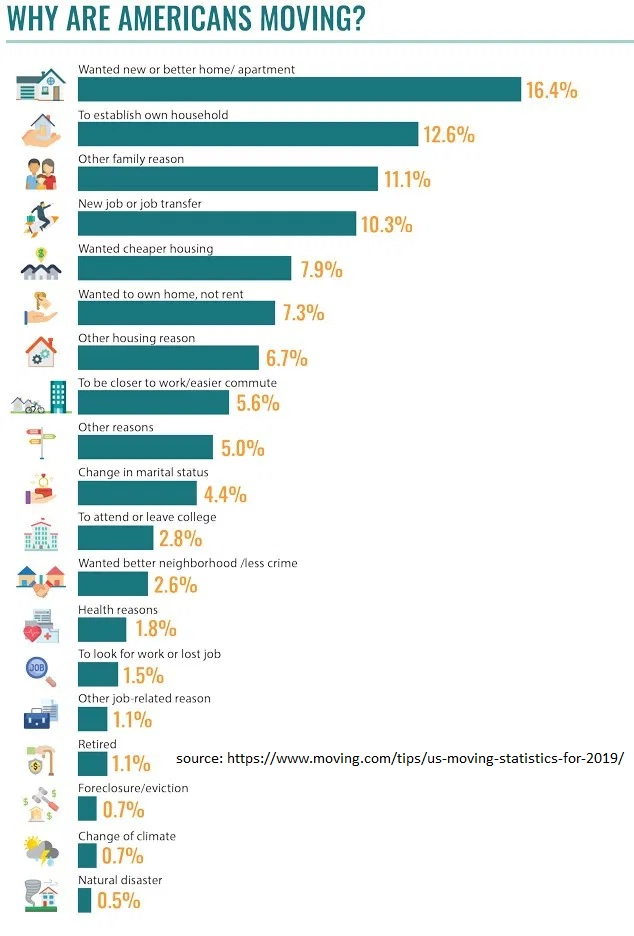 WHY ARE AMERICANS MOVING?
Wanted new or better home/ apartment
16.4%
To establish own household
12.6%
Other family reason
11.1%
New job or job transfer
10.3%
Wanted cheaper housing
7.9%
Wanted to own home, not rent
7.3%
Other housing reason
6.7%
To be closer to work/easier commute
5.6%
Other reasons
5.0%
Change in marital status
4.4%
To attend or leave college
2.8%
Wanted better neighborhood /less crime
2.6%
Health reasons
1.8%
To look for work or lost job
JOB
1.5%
Other job-related reason
1.1%
Retired
1.1%
source: https://www.moving.com/tips/us-moving-statistics-for-2019/
Foreclosure/eviction
0.7%
Change of climate
0.7%
Natural disaster
0.5%